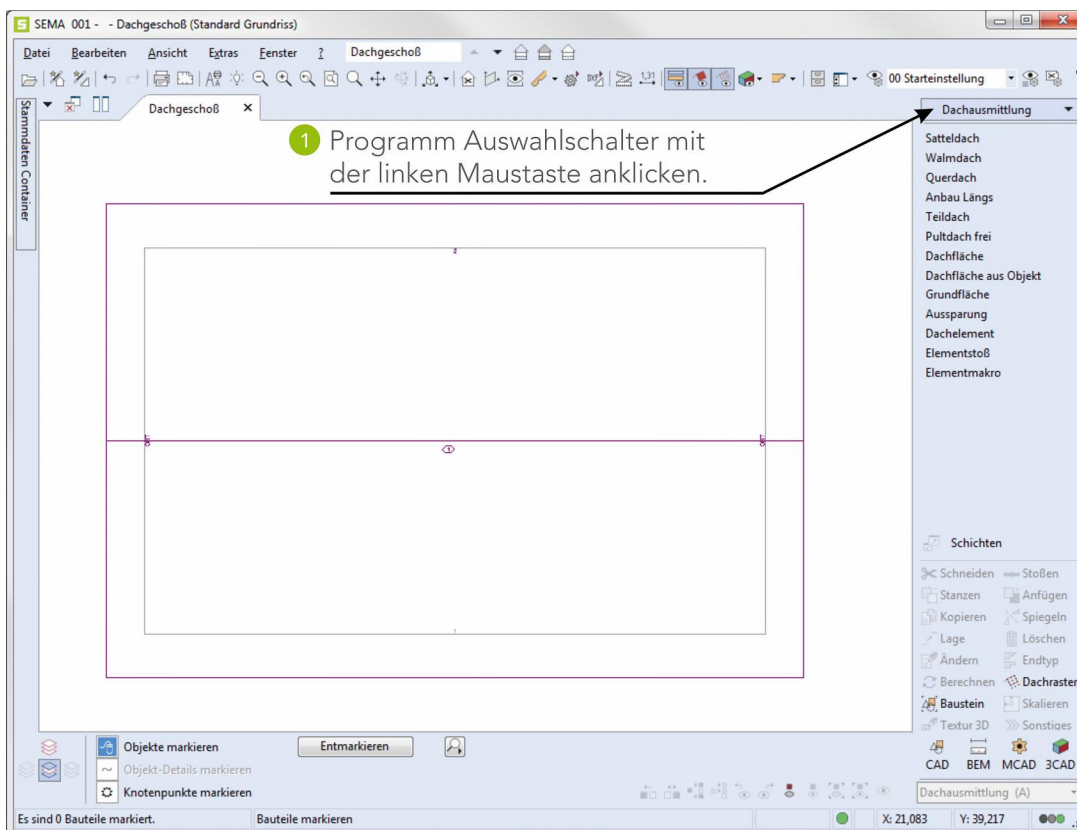 S SEMA 001 - - Dachgeschoß (Standard Grundriss)
Datei Bearbeiten Ansicht Extras Fenster ? Dachgeschoß
1,31 00 Starteinstellung
Stammdaten Container
Dachgeschoß x
Dachausmittlung
1 Programm Auswahlschalter mit
der linken Maustaste anklicken.
Satteldach
Walmdach
Querdach
Anbau Längs
Teildach
Pultdach frei
Dachfläche
Dachfläche aus Objekt
Grundfläche
Aussparung
Dachelement
Elementstoß
Elementmakro
1
Schichten
Schneiden Stoßen
Stanzen Anfügen
Kopieren Spiegeln
Lage Löschen
Ändern Endtyp
Berechnen Dachraster
Baustein Skalieren
Textur 3D Sonstiges
CAD BEM MCAD 3CAD
Objekte markieren Entmarkieren
Objekt-Details markieren
Knotenpunkte markieren
Dachausmittlung (A)
Es sind 0 Bauteile markiert. Bauteile markieren X: 21,083 Y: 39,217